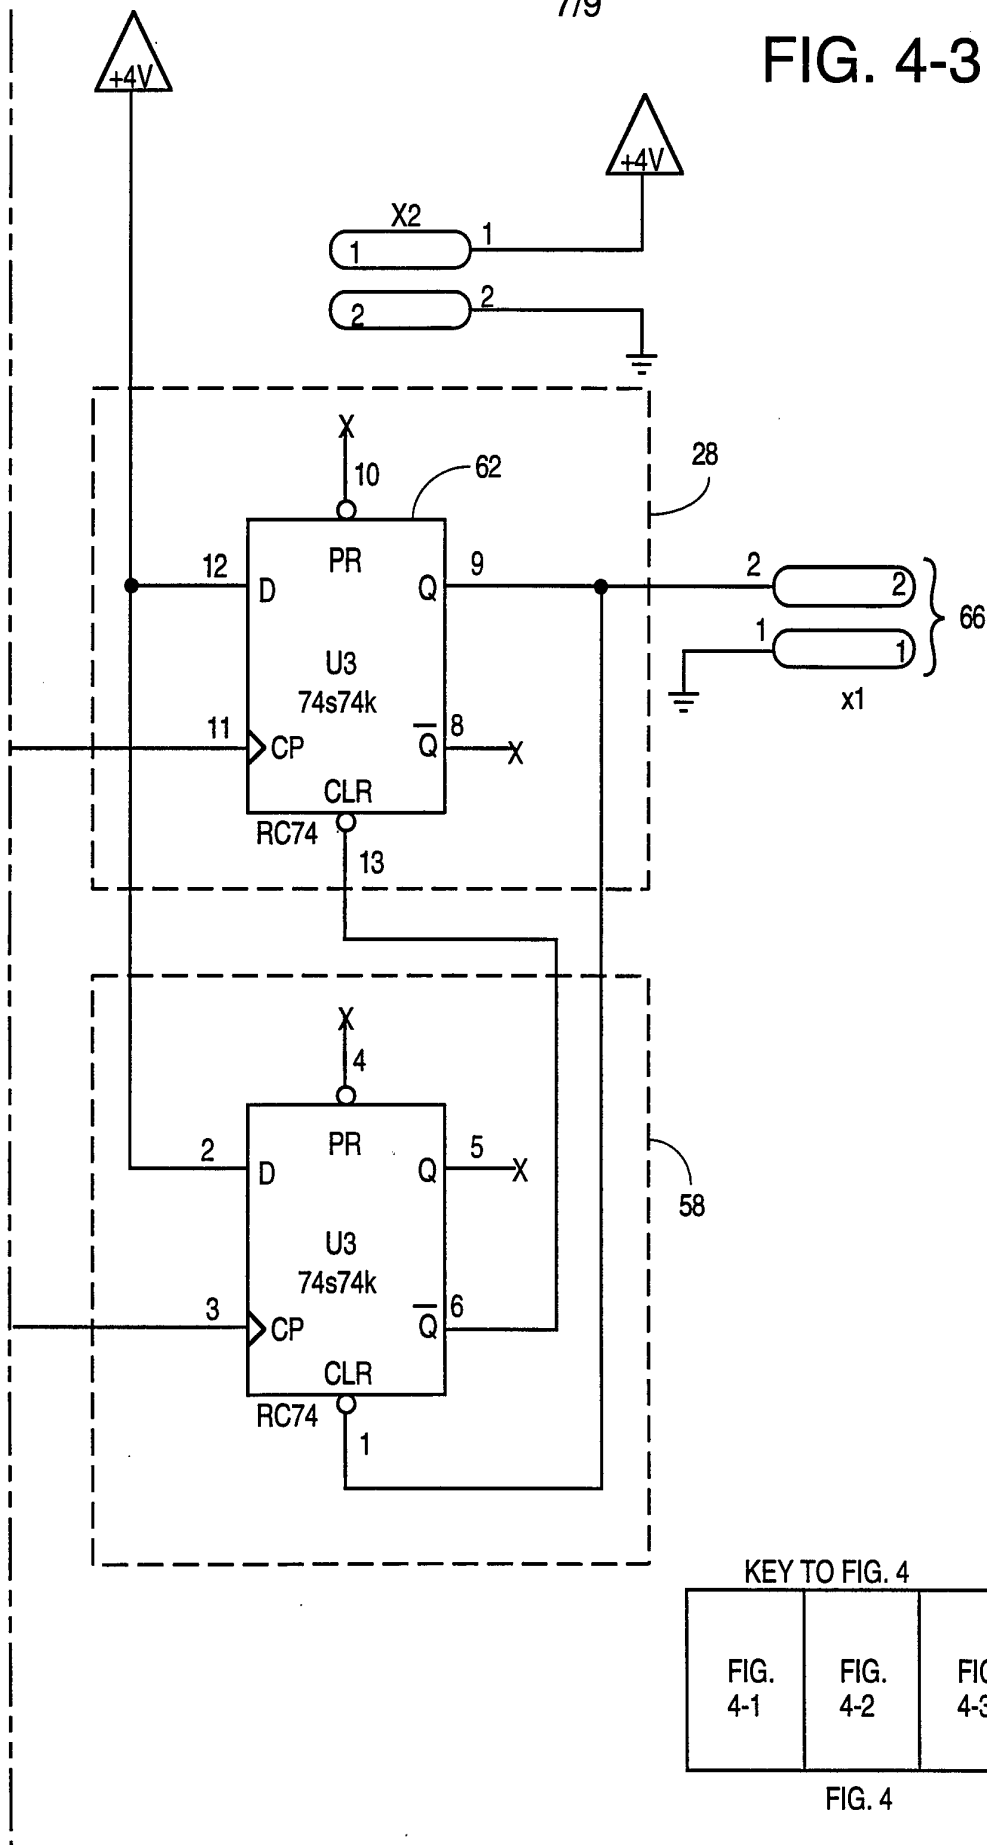 7/9
FIG. 4-3
+4V
+4V
X2
1 1
2 2
X
10
62
28
PR
12 D Q 9
2 2
66
1 1
x1
U3
74s74k
11 CP Q 8 X
CLR
RC74
13
X
4
PR
2 D Q 5 X
58
U3
74s74k
3 CP Q 6
CLR
RC74
1
KEY TO FIG. 4
FIG. FIG. FIG
4-1 4-2 4-3
FIG. 4